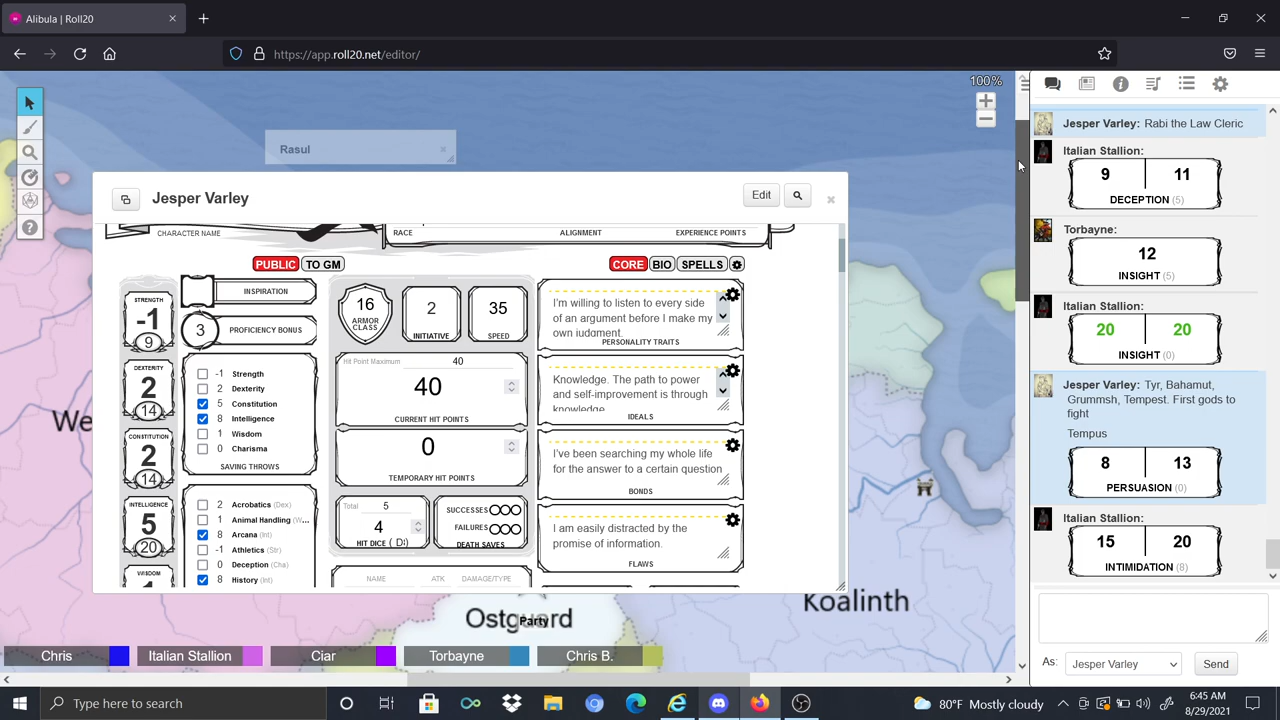 Alibula | Roll20
https://app.roll20.net/editor/
100%
Rasul
Jesper Varley
Edit
CHARACTER NAME
RACE
ALIGNMENT
EXPERIENCE POINTS
PUBLIC
TO GM
CORE
BIO
SPELLS
STRENGTH
-1
9
INSPIRATION
3
PROFICIENCY BONUS
DEXTERITY
2
14
CONSTITUTION
2
14
INTELLIGENCE
5
20
WISDOM
-1 Strength
2 Dexterity
5 Constitution
8 Intelligence
1 Wisdom
0 Charisma
SAVING THROWS
2 Acrobatics (Dex)
1 Animal Handling (W...
8 Arcana (Int)
-1 Athletics (Str)
0 Deception (Cha)
8 History (Int)
16
ARMOR
CLASS
2
INITIATIVE
35
SPEED
Hit Point Maximum 40
40
CURRENT HIT POINTS
0
TEMPORARY HIT POINTS
Total 5
4
HIT DICE
SUCCESSES
FAILURES
DEATH SAVES
NAME ATK DAMAGE/TYPE
I'm willing to listen to every side
of an argument before I make my
own judgment.
PERSONALITY TRAITS
Knowledge. The path to power
and self-improvement is through
knowledge.
IDEALS
I've been searching my whole life
for the answer to a certain question
BONDS
I am easily distracted by the
promise of information.
FLAWS
We
Koalinth
Ostguard
Party
Chris
Italian Stallion
Ciar
Torbayne
Chris B.
Jesper Varley: Rabi the Law Cleric
Italian Stallion:
9 11
DECEPTION (5)
Torbayne:
12
INSIGHT (5)
Italian Stallion:
20 20
INSIGHT (0)
Jesper Varley: Tyr, Bahamut,
Grummsh, Tempest. First gods to
fight
Tempus
8 13
PERSUASION (0)
Italian Stallion:
15 20
INTIMIDATION (8)
As: Jesper Varley
Send
Type here to search
80°F Mostly cloudy
6:45 AM
8/29/2021